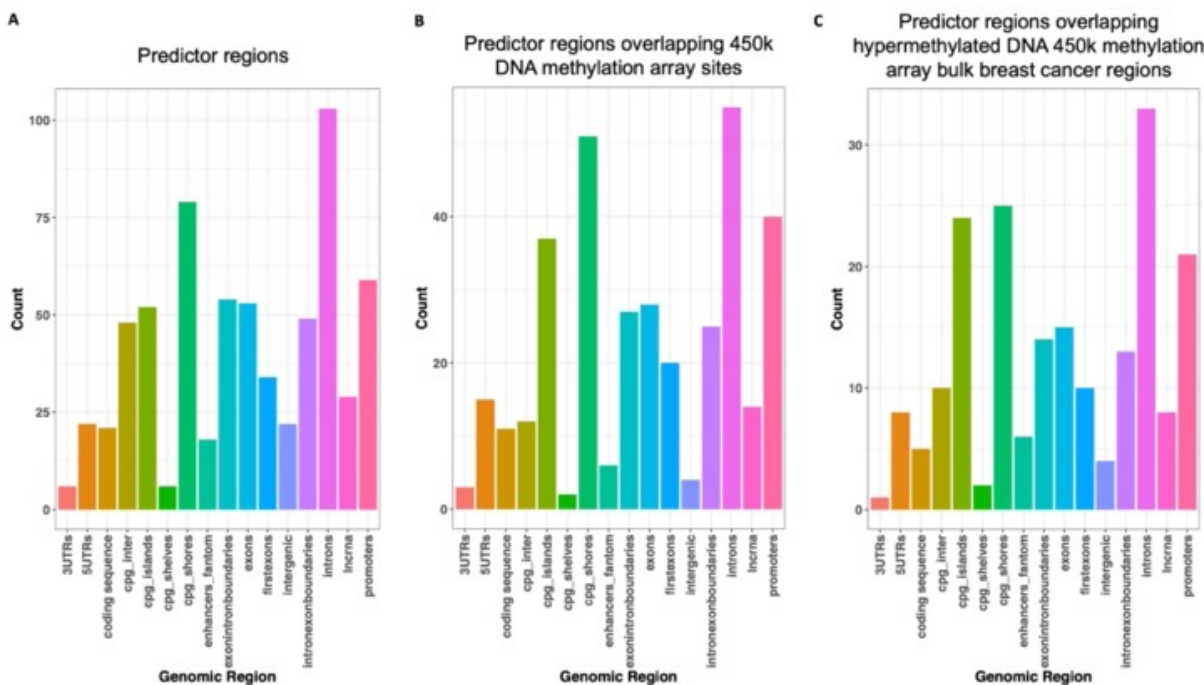 A
Predictor regions
100
75
50
25
0
Count
3UTRs
5UTRs
coding sequence
cpg_inter
cpg_islands
cpg_shelves
cpg_shores
enhancers_fantom
exonintronboundaries
exons
firstexons
intergenic
intronexonboundaries
introns
lncrna
promoters
Genomic Region
B
Predictor regions overlapping 450k
DNA methylation array sites
40
20
0
Count
3UTRs
5UTRs
coding sequence
cpg_inter
cpg_islands
cpg_shelves
cpg_shores
enhancers_fantom
exonintronboundaries
exons
firstexons
intergenic
intronexonboundaries
introns
lncrna
promoters
Genomic Region
C
Predictor regions overlapping
hypermethylated DNA 450k methylation
array bulk breast cancer regions
30
20
10
0
Count
3UTRs
5UTRs
coding sequence
cpg_inter
cpg_islands
cpg_shelves
cpg_shores
enhancers_fantom
exonintronboundaries
exons
firstexons
intergenic
intronexonboundaries
introns
lncrna
promoters
Genomic Region